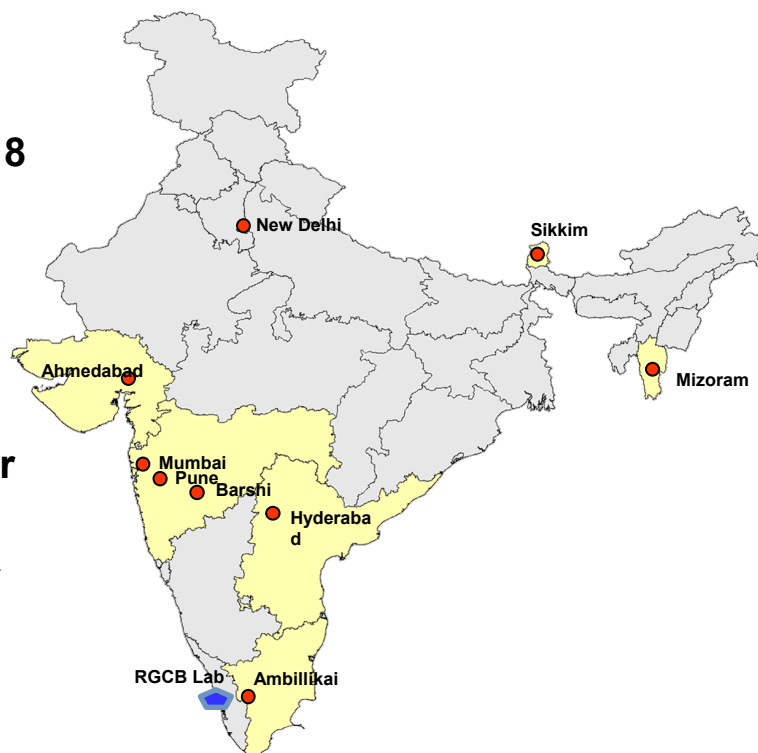 8
New Delhi
Sikkim
Ahmedabad
Mizoram
r
Mumbai
Pune
Barshi
Hyderaba
d
RGCB Lab
Ambillikai